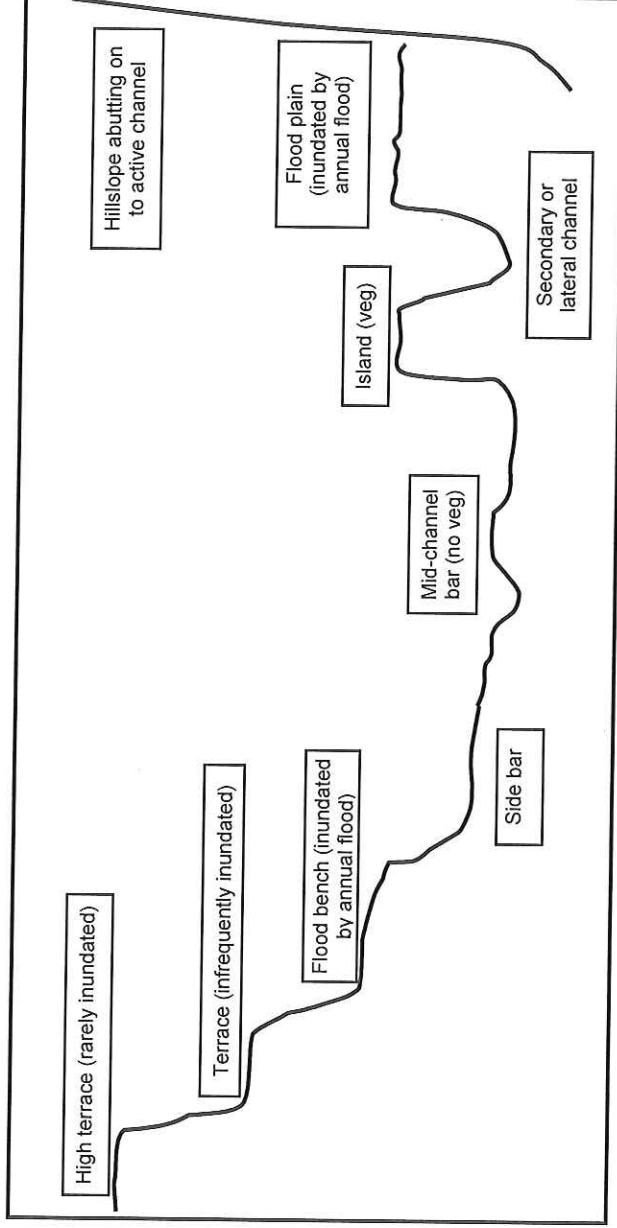 High terrace (rarely inundated)
Terrace (infrequently inundated)
Flood bench (inundated
by annual flood)
Side bar
Mid-channel
bar (no veg)
Island (veg)
Secondary or
lateral channel
Flood plain
(inundated by
annual flood)
Hillslope abutting on
to active channel